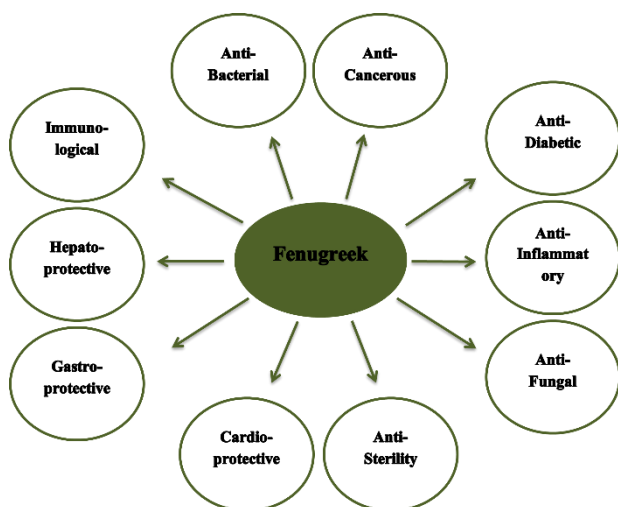 Anti-
Bacterial
Anti-
Cancerous
Immuno-
logical
Anti-
Diabetic
Hepato-
protective
Fenugreek
Anti-
Inflammat
ory
Gastro-
protective
Anti-
Fungal
Cardio-
protective
Anti-
Sterility